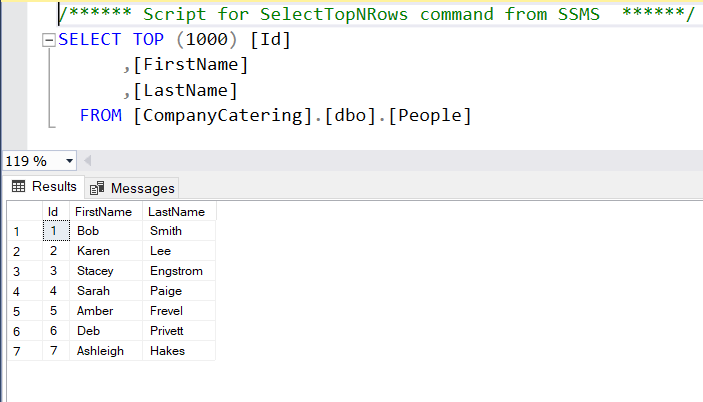 /****** Script for SelectTopNRows command from SSMS  ******/
SELECT TOP (1000) [Id]
      ,[FirstName]
      ,[LastName]
  FROM [CompanyCatering].[dbo].[People]
119 %
Results Messages
Id FirstName LastName
1 1 Bob Smith
2 2 Karen Lee
3 3 Stacey Engstrom
4 4 Sarah Paige
5 5 Amber Frevel
6 6 Deb Privett
7 7 Ashleigh Hakes